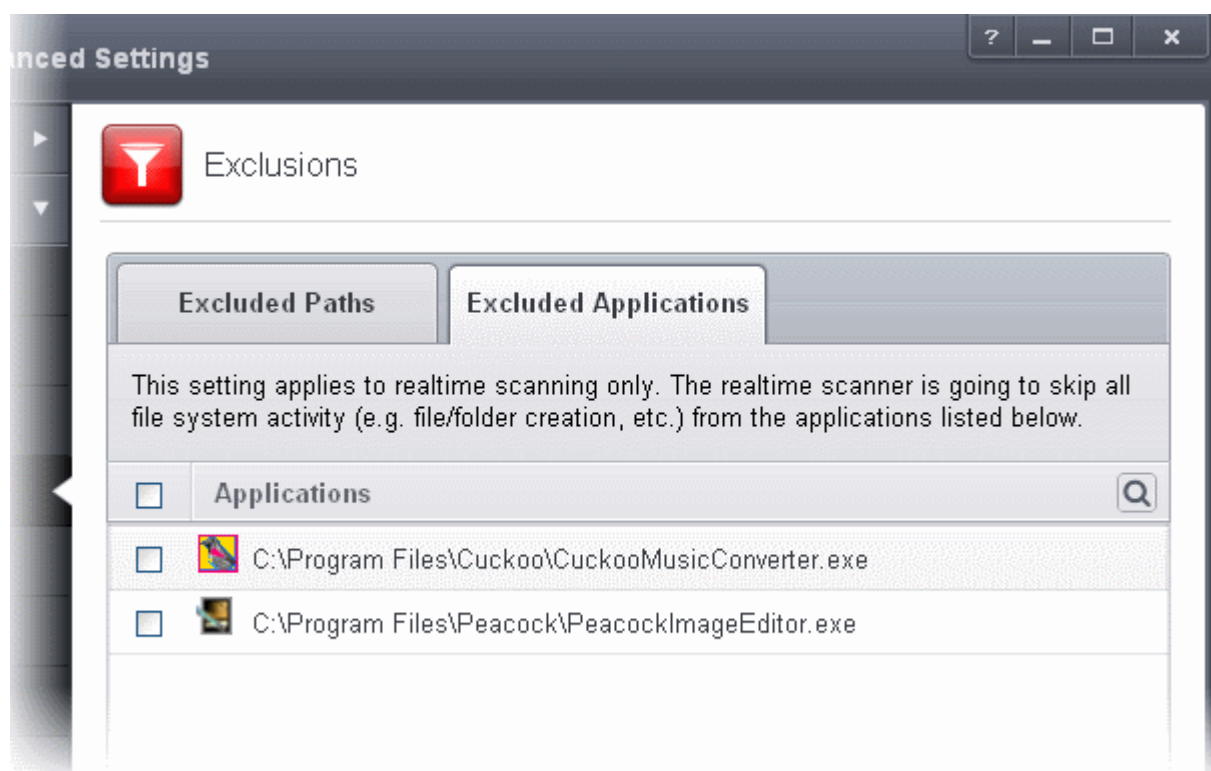 anced Settings
Exclusions
Excluded Paths
Excluded Applications
This setting applies to realtime scanning only. The realtime scanner is going to skip all
file system activity (e.g. file/folder creation, etc.) from the applications listed below.
Applications
C:\Program Files\Cuckoo\CuckooMusicConverter.exe
C:\Program Files\Peacock\PeacockImageEditor.exe